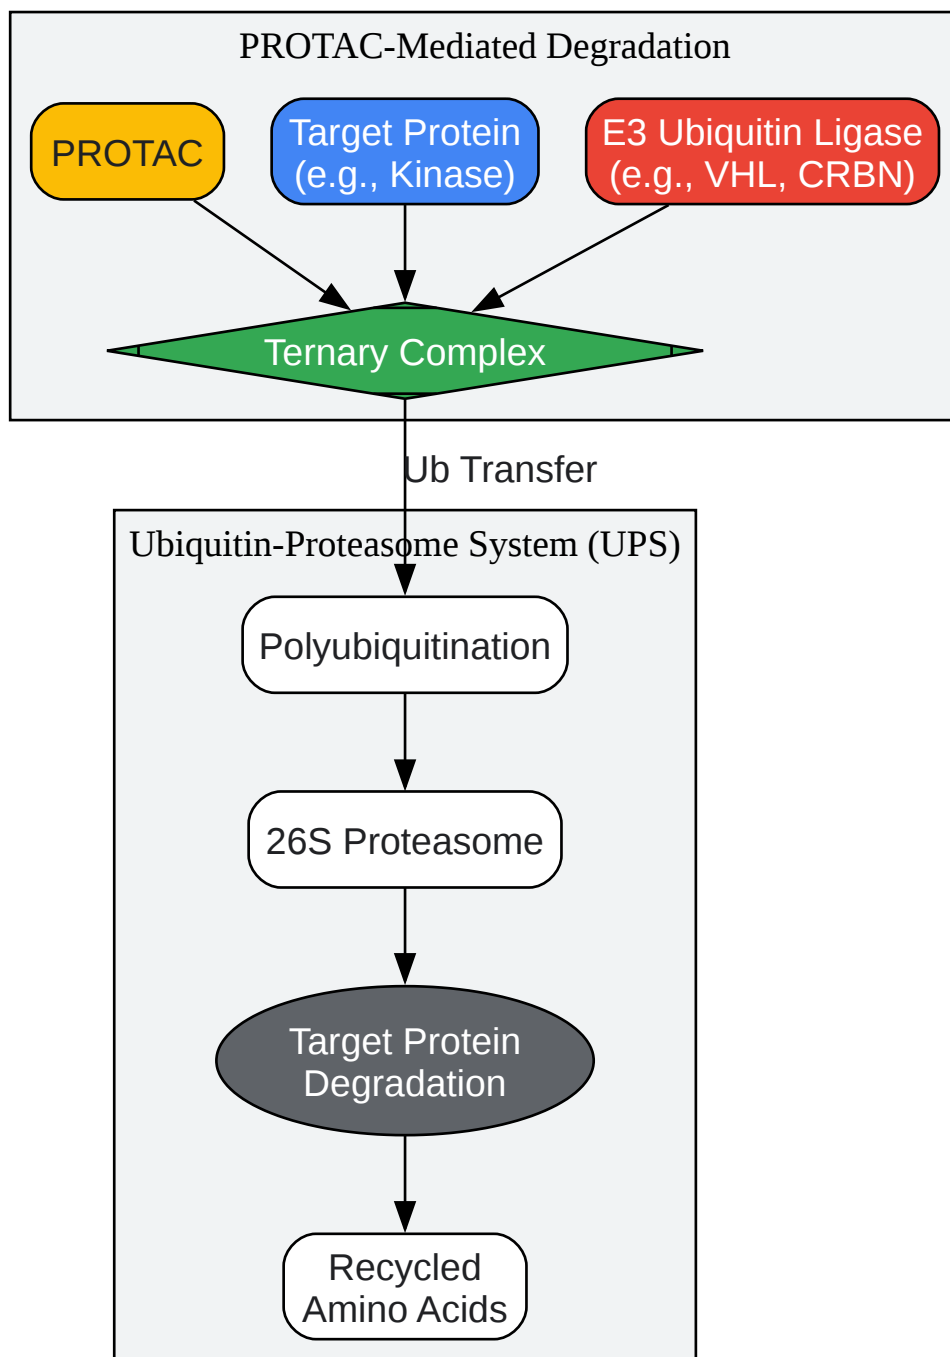 PROTAC-Mediated Degradation
PROTAC
Target Protein
(e.g., Kinase)
E3 Ubiquitin Ligase
(e.g., VHL, CRBN)
Ternary Complex
Ub Transfer
Ubiquitin-Proteasome System (UPS)
Polyubiquitination
26S Proteasome
Target Protein
Degradation
Recycled
Amino Acids